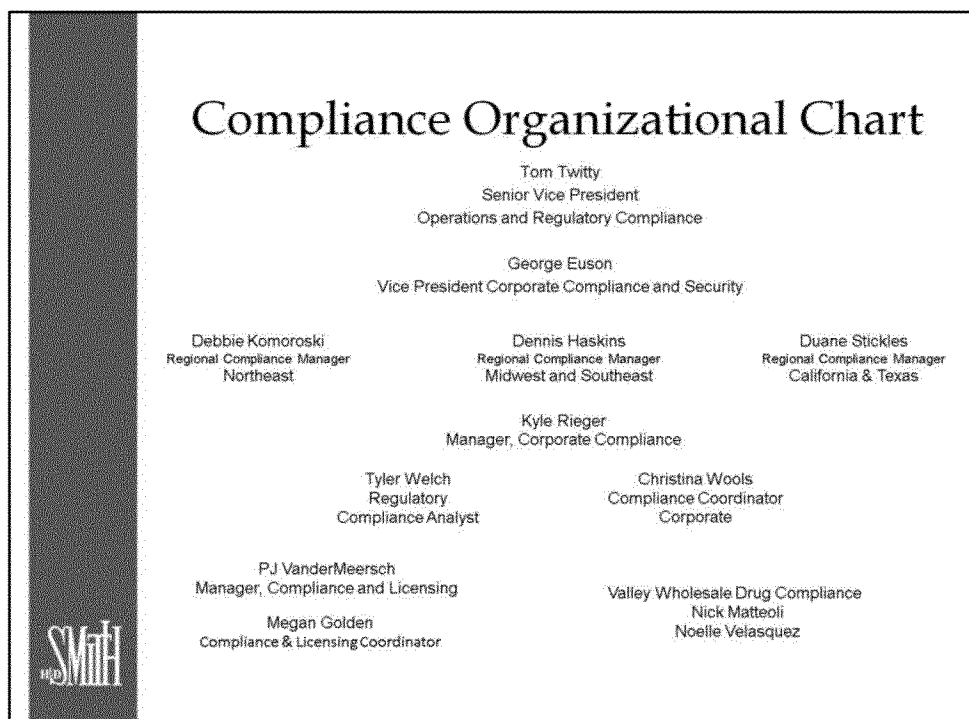 Compliance Organizational Chart
Tom Twitty
Senior Vice President
Operations and Regulatory Compliance
George Euson
Vice President Corporate Compliance and Security
Debbie Komoroski
Regional Compliance Manager
Northeast
Dennis Haskins
Regional Compliance Manager
Midwest and Southeast
Duane Stickles
Regional Compliance Manager
California & Texas
Kyle Rieger
Manager, Corporate Compliance
Tyler Welch
Regulatory
Compliance Analyst
Christina Wools
Compliance Coordinator
Corporate
PJ VanderMeersch
Manager, Compliance and Licensing
Megan Golden
Compliance & Licensing Coordinator
Valley Wholesale Drug Compliance
Nick Matteoli
Noelle Velasquez
HD SMITH